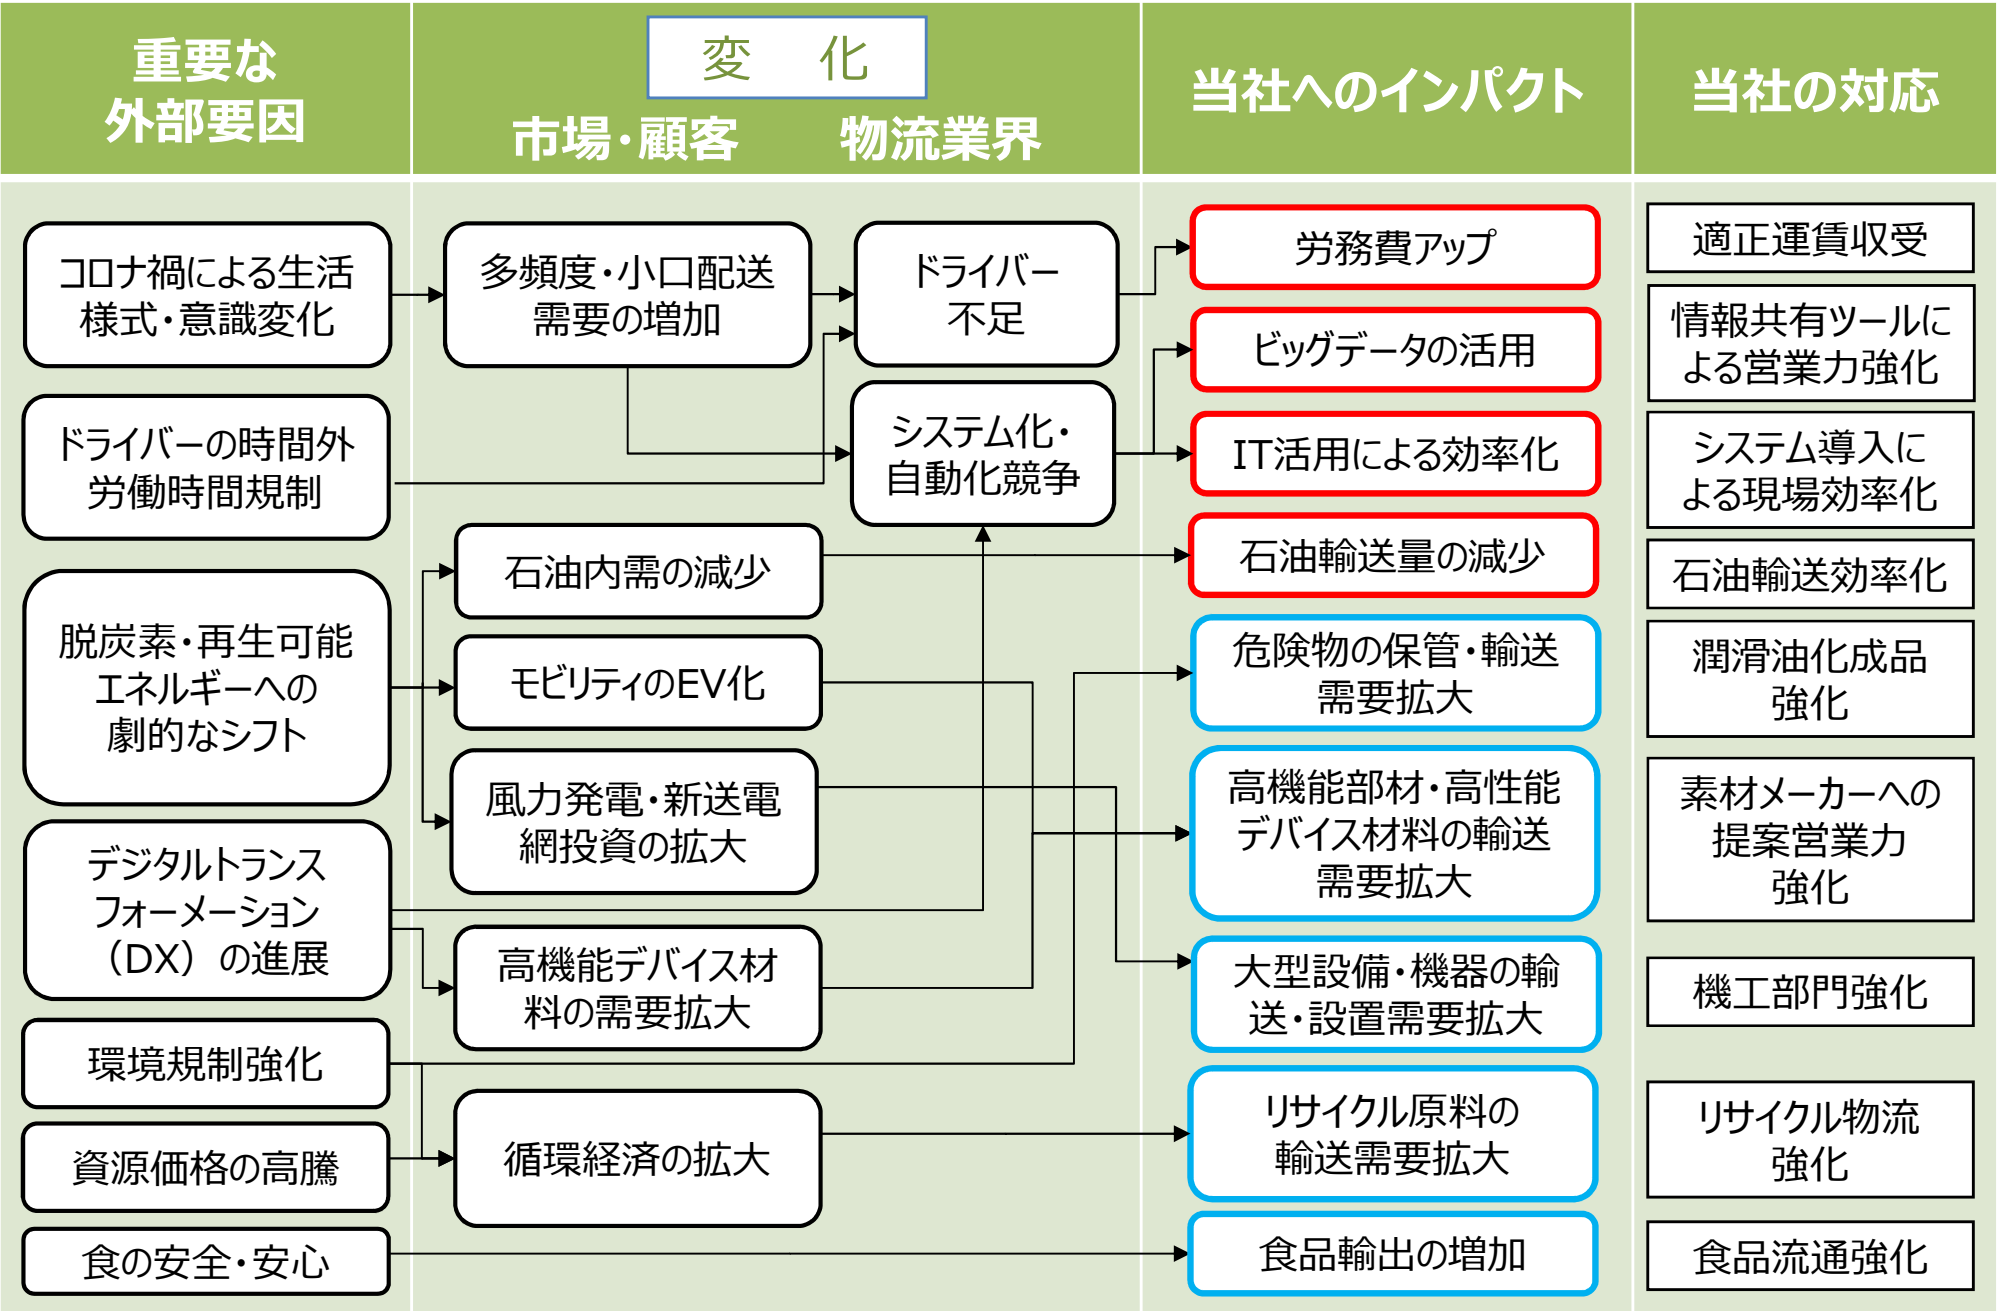 重要な
外部要因
変 化
市場・顧客
物流業界
当社へのインパクト
当社の対応
コロナ禍による生活
様式・意識変化
ドライバーの時間外
労働時間規制
脱炭素・再生可能
エネルギーへの
劇的なシフト
デジタルトランス
フォーメーション
（DX）の進展
環境規制強化
資源価格の高騰
食の安全・安心
多頻度・小口配送
需要の増加
石油内需の減少
モビリティのEV化
風力発電・新送電
網投資の拡大
高機能デバイス材
料の需要拡大
循環経済の拡大
ドライバー
不足
システム化・
自動化競争
労務費アップ
ビッグデータの活用
IT活用による効率化
石油輸送量の減少
危険物の保管・輸送
需要拡大
高機能部材・高性能
デバイス材料の輸送
需要拡大
大型設備・機器の輸
送・設置需要拡大
リサイクル原料の
輸送需要拡大
食品輸出の増加
適正運賃収受
情報共有ツールに
よる営業力強化
システム導入に
よる現場効率化
石油輸送効率化
潤滑油化成品
強化
素材メーカーへの
提案営業力
強化
機工部門強化
リサイクル物流
強化
食品流通強化